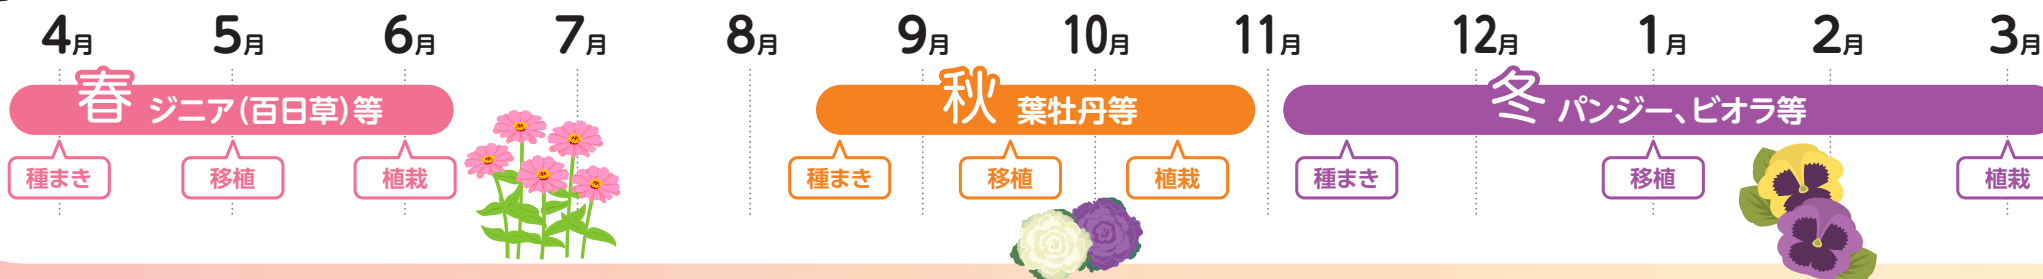 4月 5月 6月 7月 8月 9月 10月 11月 12月 1月 2月 3月
春 ジニア(百日草)等
秋 葉牡丹等
冬 パンジー、ビオラ等
種まき 移植 植栽 種まき 移植 植栽 種まき 移植 植栽